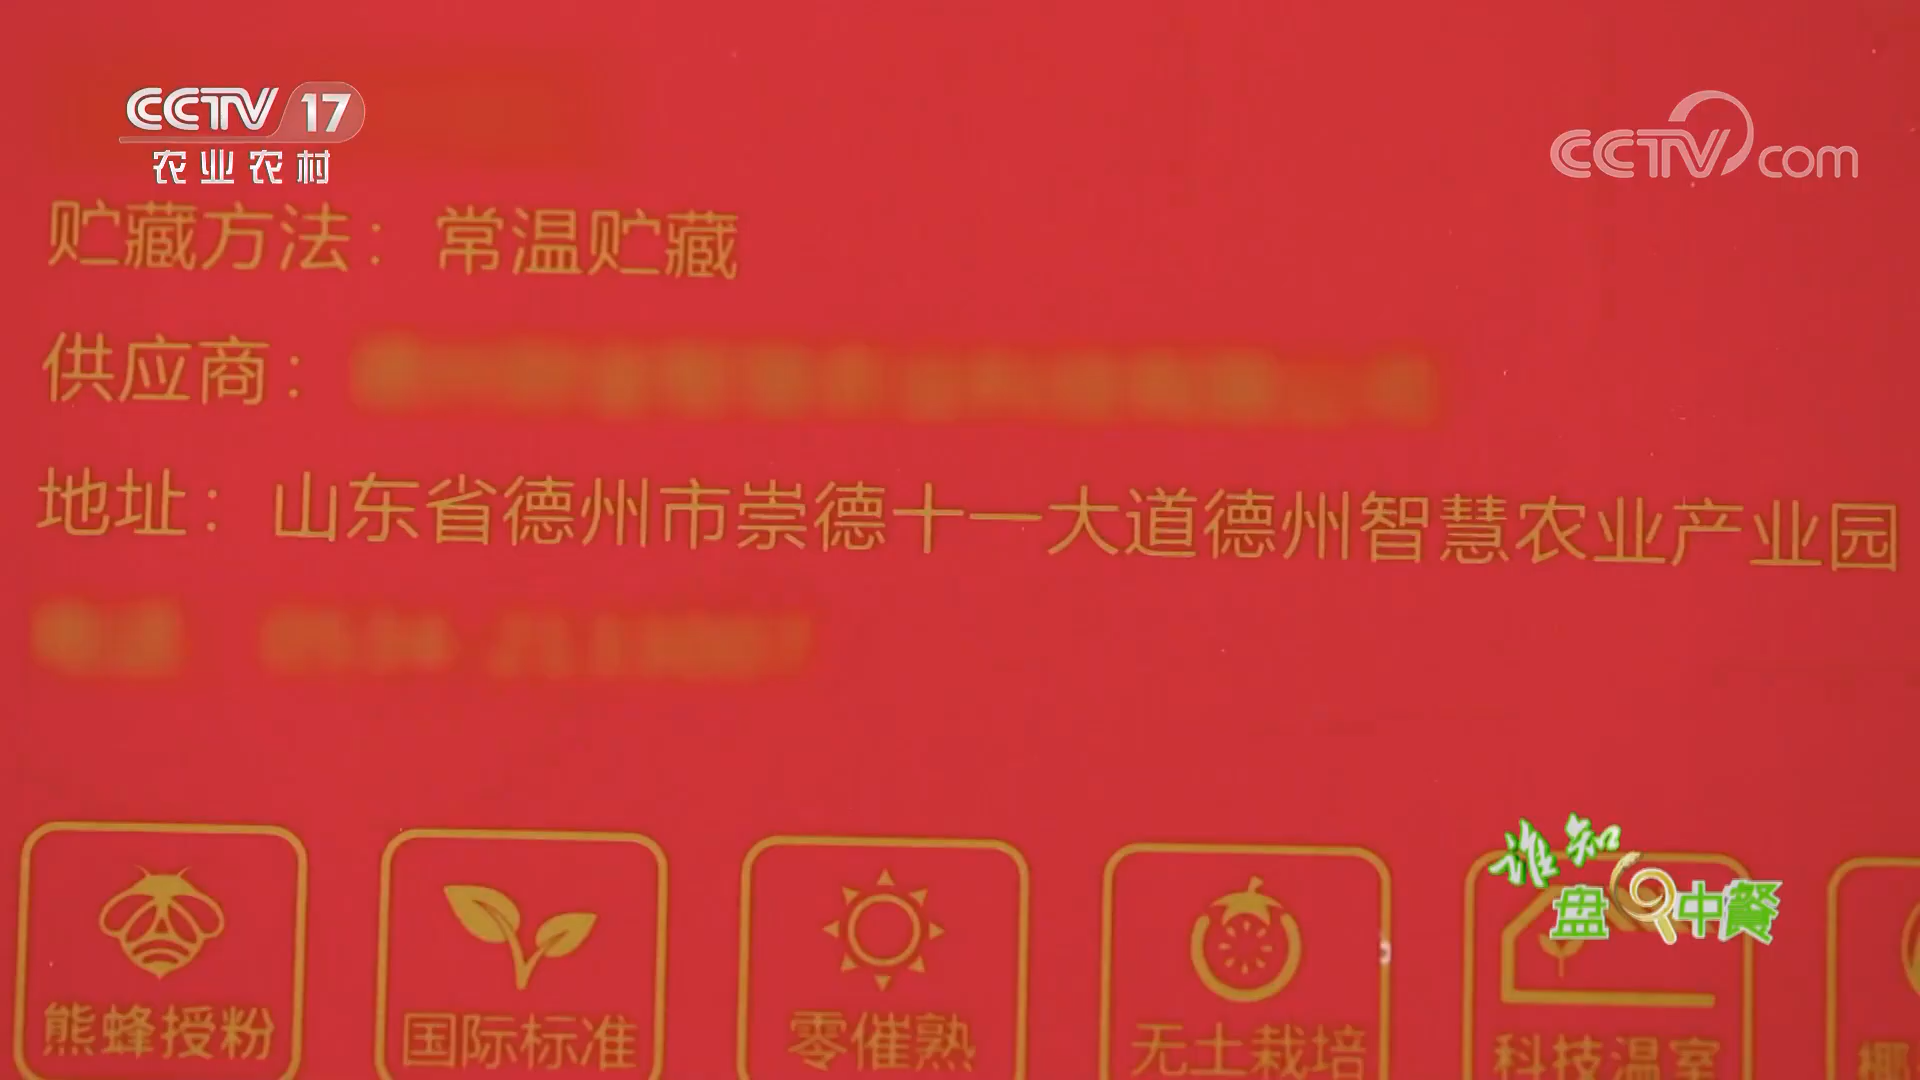 CCTV 17
农业农村
CCTV com
贮藏方法：常温贮藏
供应商：
地址：山东省德州市崇德十一大道德州智慧农业产业园
谁知
盘中餐
熊蜂授粉
国际标准
零催熟
无土栽培
科技温室
椰